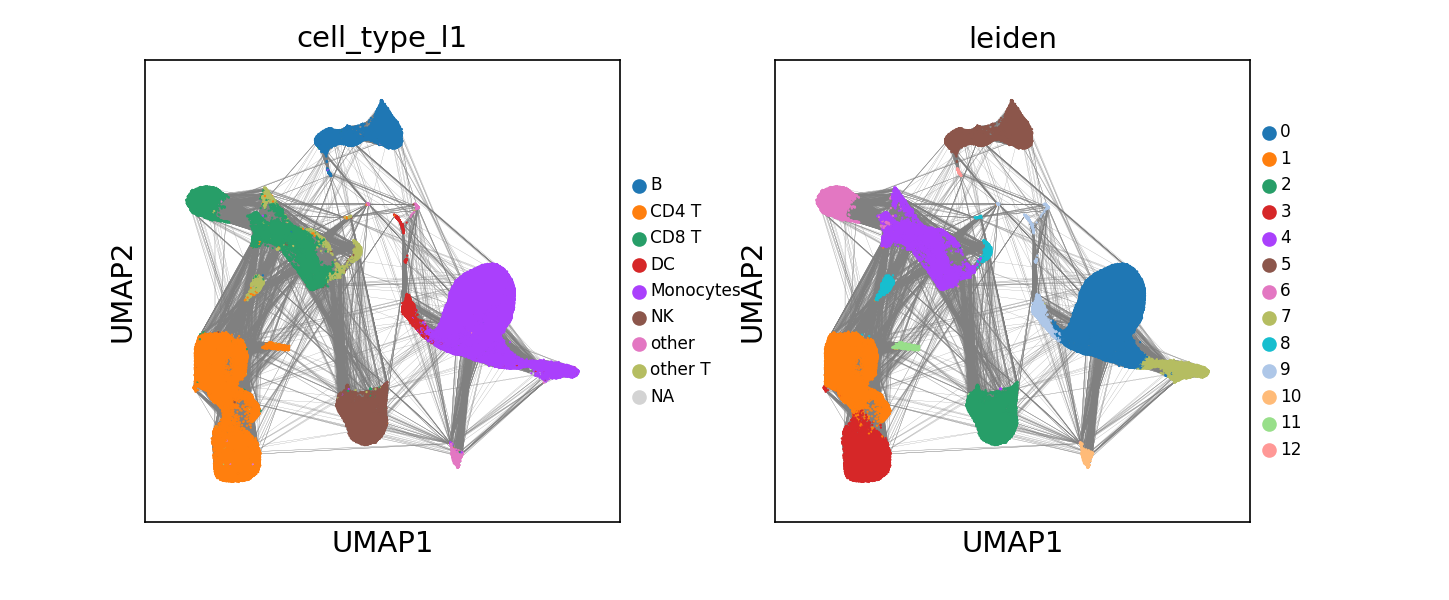 cell_type_l1
UMAP2
UMAP1
B
CD4 T
CD8 T
DC
Monocytes
NK
other
other T
NA
leiden
UMAP2
UMAP1
0
1
2
3
4
5
6
7
8
9
10
11
12